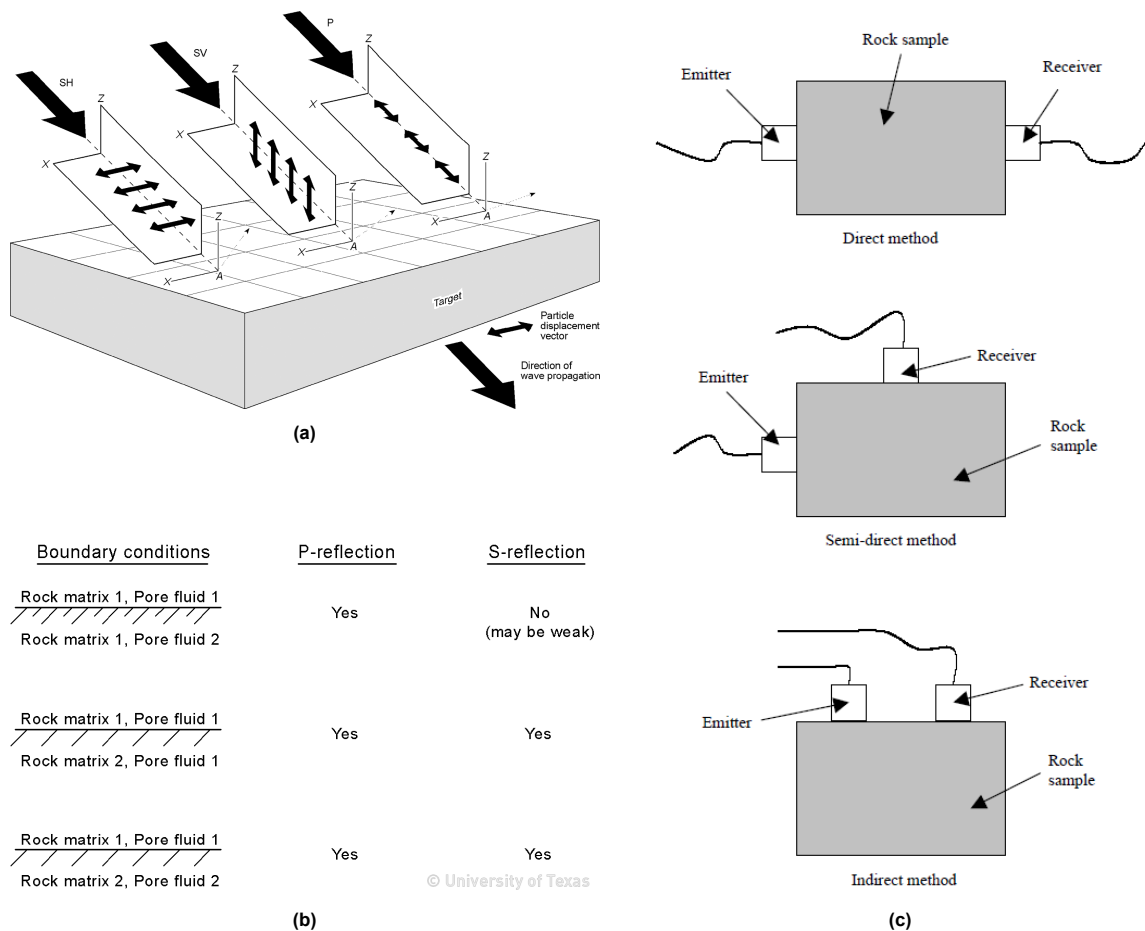 P
SV
SH
Z
Z
Z
X
X
X
Z
Z
Z
X
A
X
A
X
A
Target
Particle
displacement
vector
Direction of
wave propagation
(a)
Boundary conditions P-reflection S-reflection
Rock matrix 1, Pore fluid 1
Yes No
(may be weak)
Rock matrix 1, Pore fluid 2
Rock matrix 1, Pore fluid 1
Yes Yes
Rock matrix 2, Pore fluid 1
Rock matrix 1, Pore fluid 1
Yes Yes
Rock matrix 2, Pore fluid 2
© University of Texas
(b)
Rock sample
Emitter
Receiver
Direct method
Receiver
Emitter
Rock
sample
Semi-direct method
Receiver
Emitter
Rock
sample
Indirect method
(c)